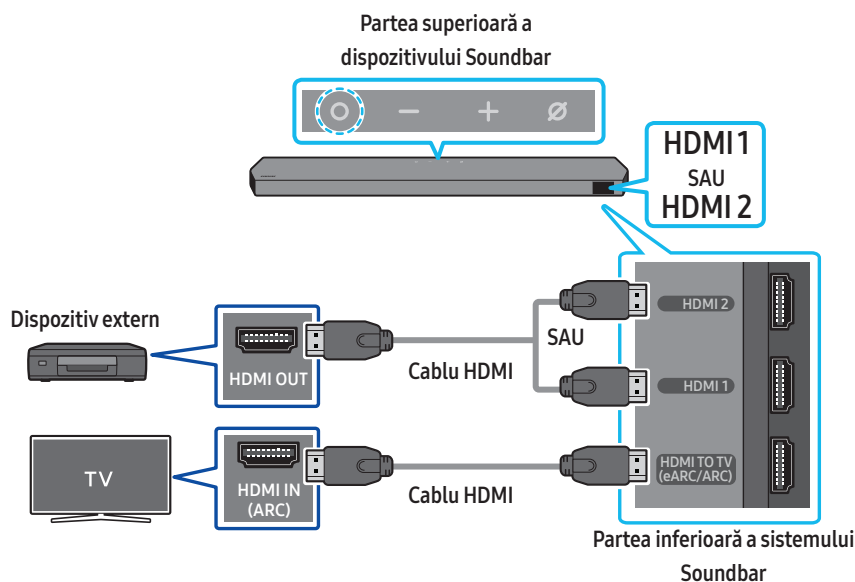 Partea superioară a
dispozitivului Soundbar
HDMI 1
SAU
HDMI 2
Dispozitiv extern
HDMI OUT
Cablu HDMI
SAU
HDMI 2
HDMI 1
TV
HDMI IN
(ARC)
Cablu HDMI
HDMI TO TV
(eARC/ARC)
Partea inferioară a sistemului
Soundbar